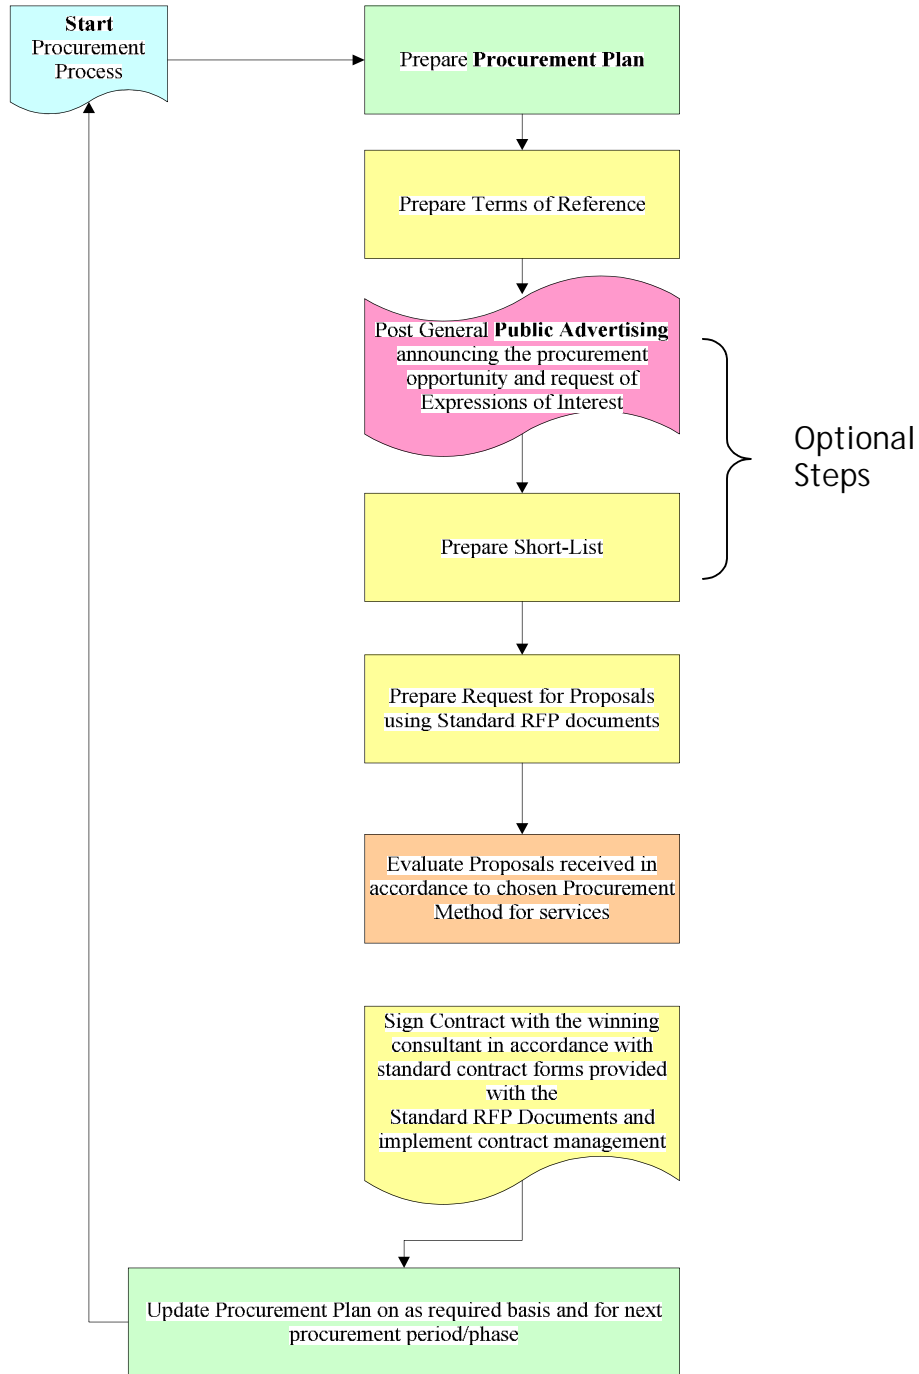 Start
Procurement
Process
Prepare Procurement Plan
Prepare Terms of Reference
Post General Public Advertising
announcing the procurement
opportunity and request of
Expressions of Interest
Optional
Steps
Prepare Short-List
Prepare Request for Proposals
using Standard RFP documents
Evaluate Proposals received in
accordance to chosen Procurement
Method for services
Sign Contract with the winning
consultant in accordance with
standard contract forms provided
with the
Standard RFP Documents and
implement contract management
Update Procurement Plan on as required basis and for next
procurement period/phase